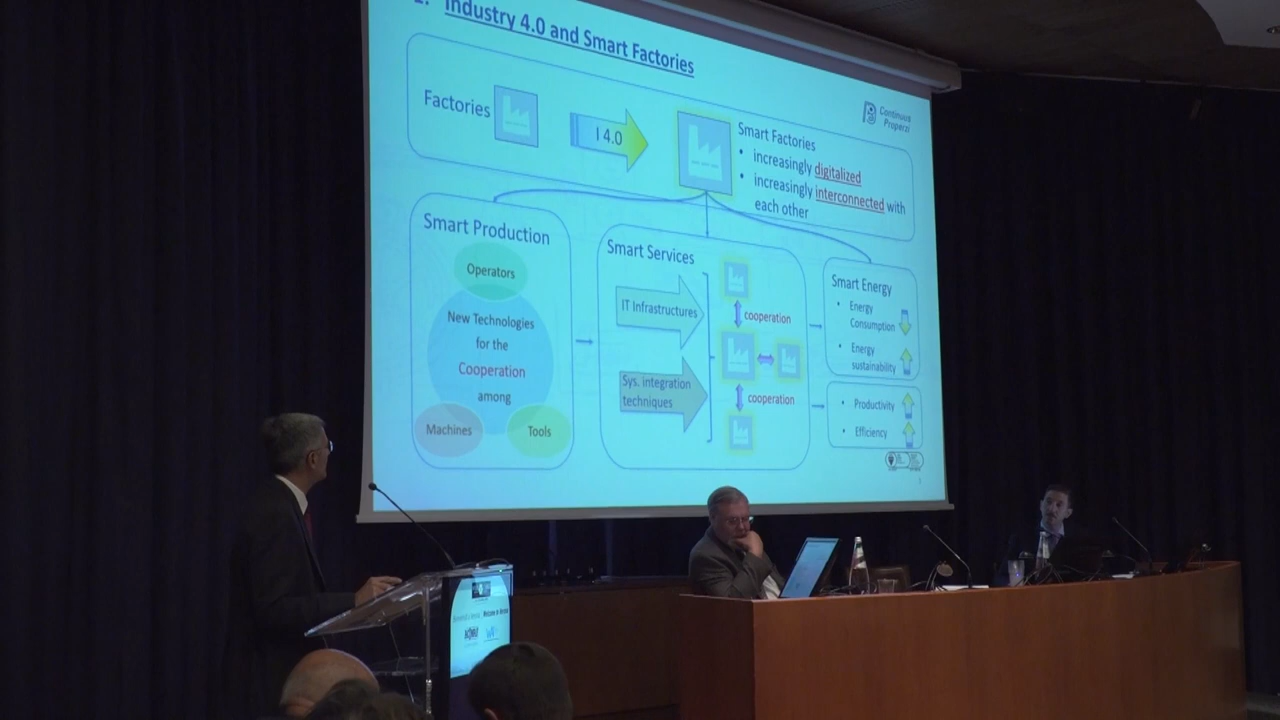 Industry 4.0 and Smart Factories
Continuus
Properzi
Factories
I 4.0
Smart Factories
• increasingly digitalized
• increasingly interconnected with
each other
Smart Production
Operators
New Technologies
for the
Cooperation
among
Machines
Tools
Smart Services
IT Infrastructures
Sys. integration
techniques
cooperation
cooperation
Smart Energy
• Energy
Consumption
• Energy
sustainability
• Productivity
• Efficiency